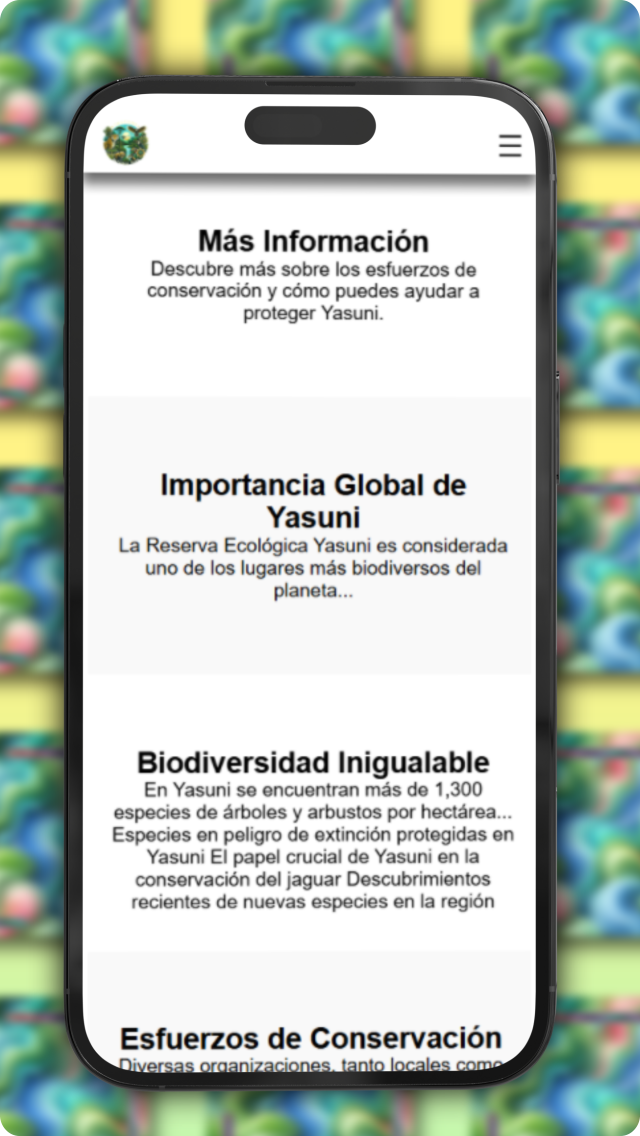 Más Información
Descubre más sobre los esfuerzos de
conservación y cómo puedes ayudar a
proteger Yasuni.
Importancia Global de
Yasuni
La Reserva Ecológica Yasuni es considerada
uno de los lugares más biodiversos del
planeta...
Biodiversidad Inigualable
En Yasuni se encuentran más de 1,300
especies de árboles y arbustos por hectárea...
Especies en peligro de extinción protegidas en
Yasuni El papel crucial de Yasuni en la
conservación del jaguar Descubrimientos
recientes de nuevas especies en la región
Esfuerzos de Conservación
Diversas organizaciones, tanto locales como